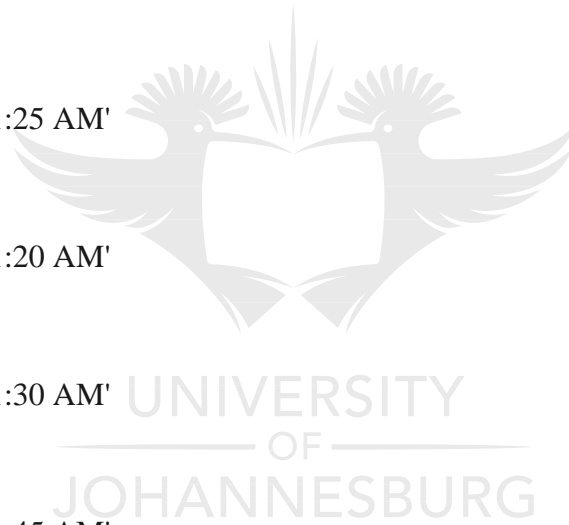 :25 AM'
:20 AM'
:30 AM'
UNIVERSITY
OF
JOHANNESBURG